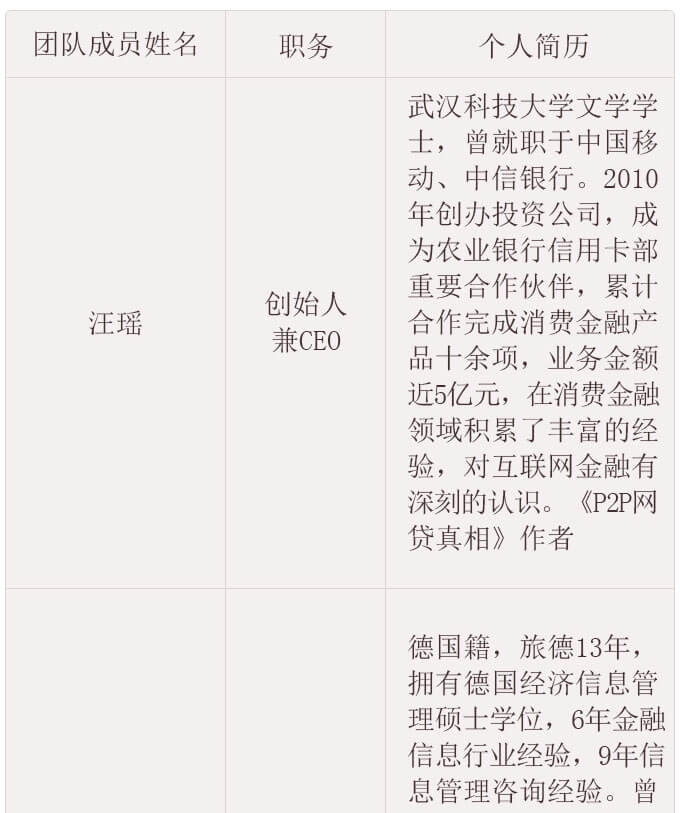 团队成员姓名
职务
个人简历
汪瑶
创始人
兼CEO
武汉科技大学文学学
士，曾就职于中国移
动、中信银行。2010
年创办投资公司，成
为农业银行信用卡部
重要合作伙伴，累计
合作完成消费金融产
品十余项，业务金额
近5亿元，在消费金融
领域积累了丰富的经
验，对互联网金融有
深刻的认识。《P2P网
贷真相》作者
德国籍，旅德13年，
拥有德国经济信息管
理硕士学位，6年金融
信息行业经验，9年信
息管理咨询经验。曾